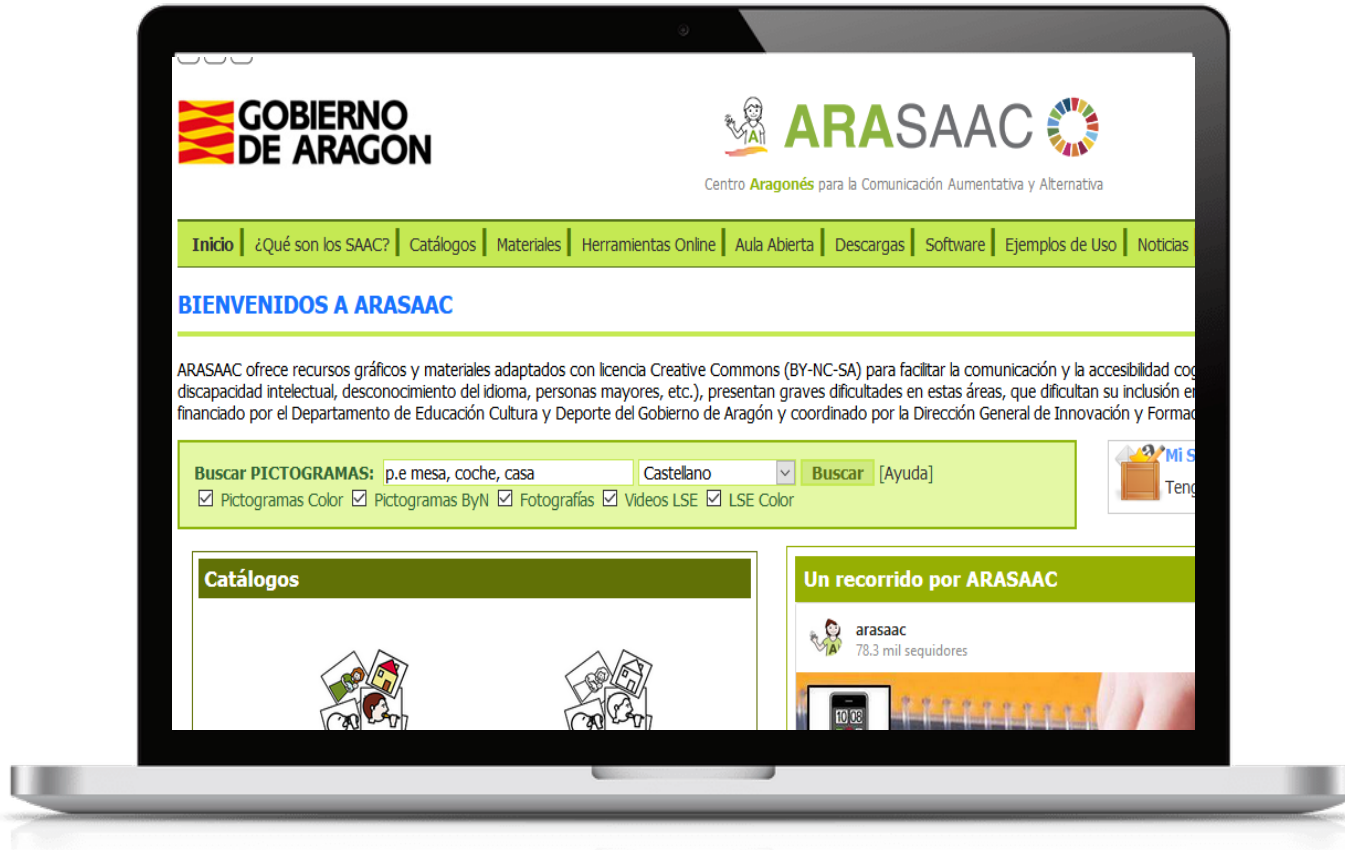 GOBIERNO
DE ARAGON
ARASAAC
Centro Aragonés para la Comunicación Aumentativa y Alternativa
Inicio ¿Qué son los SAAC? Catálogos Materiales Herramientas Online Aula Abierta Descargas Software Ejemplos de Uso Noticias
BIENVENIDOS A ARASAAC
ARASAAC ofrece recursos gráficos y materiales adaptados con licencia Creative Commons (BY-NC-SA) para facilitar la comunicación y la accesibilidad cog
discapacidad intelectual, desconocimiento del idioma, personas mayores, etc.), presentan graves dificultades en estas áreas, que dificultan su inclusión e
financiado por el Departamento de Educación Cultura y Deporte del Gobierno de Aragón y coordinado por la Dirección General de Innovación y Formac
Buscar PICTOGRAMAS: p.e mesa, coche, casa Castellano Buscar [Ayuda]
Pictogramas Color Pictogramas ByN Fotografías Videos LSE LSE Color
Mi S
Teng
Catálogos
Un recorrido por ARASAAC
arasaac
78.3 mil seguidores
A
10 08